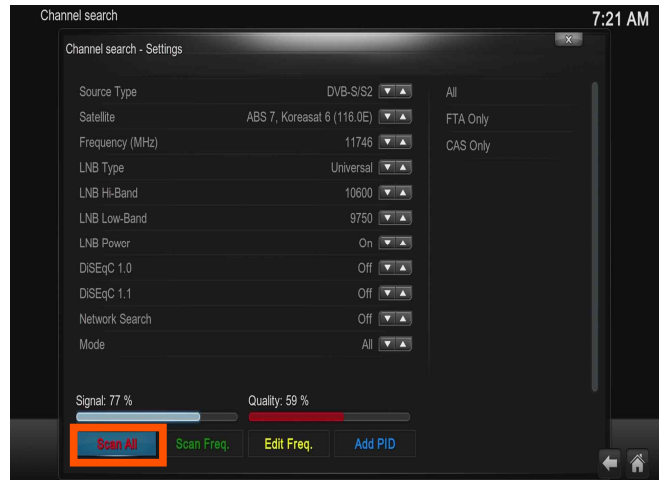 Channel search
7:21 AM
Channel search - Settings
X
Source Type DVB-S/S2
Satellite ABS 7, Koreasat 6 (116.0E)
Frequency (MHz) 11746
LNB Type Universal
LNB Hi-Band 10600
LNB Low-Band 9750
LNB Power On
DiSEqC 1.0 Off
DiSEqC 1.1 Off
Network Search Off
Mode All
All
FTA Only
CAS Only
Signal: 77 % Quality: 59 %
Scan All Scan Freq. Edit Freq. Add PID